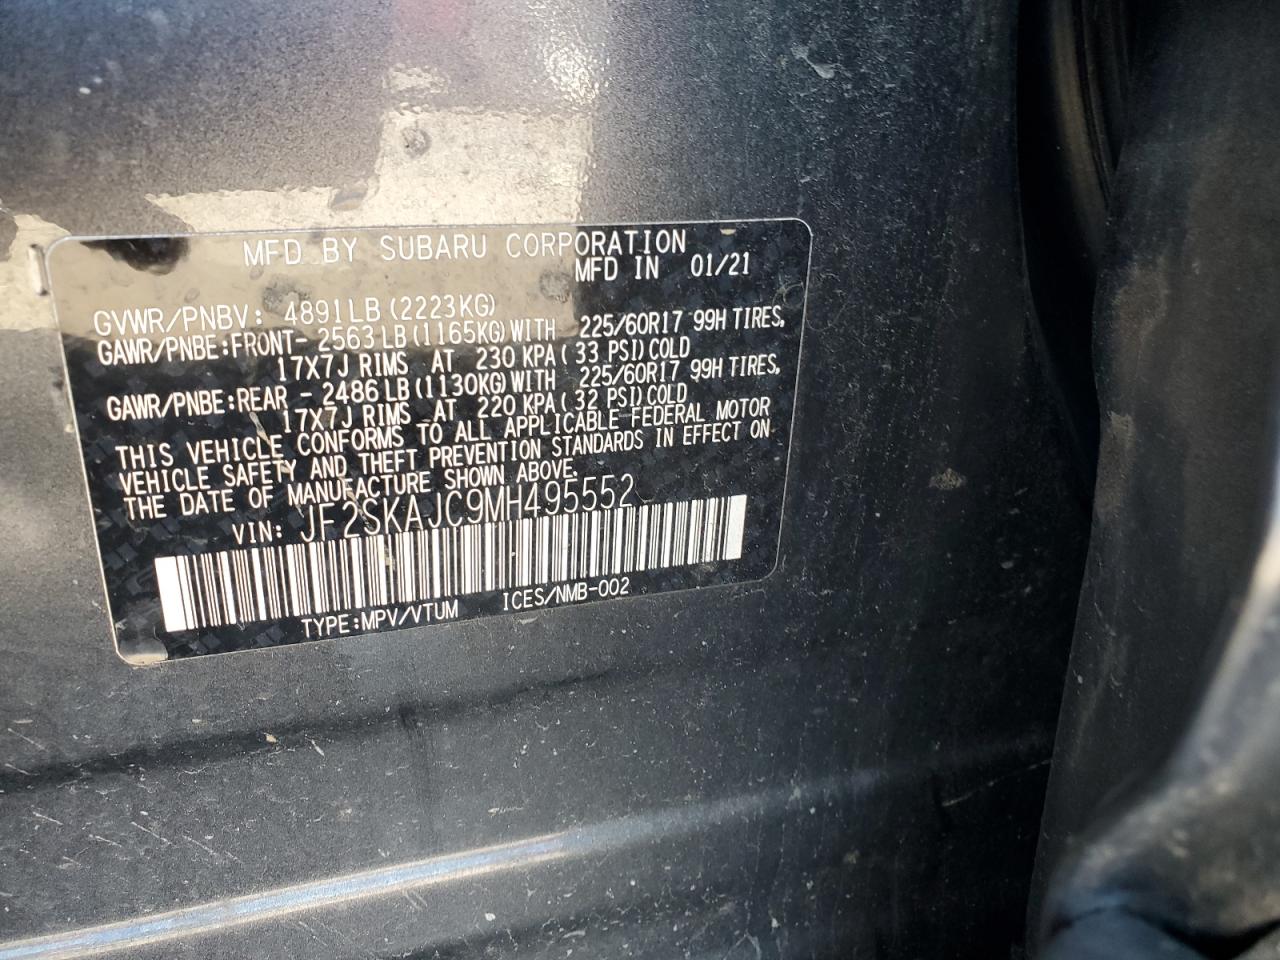 MFD BY SUBARU CORPORATION
MFD IN 01/21
GVWR/PNBV: 4891LB (2223KG)
GAWR/PNBE:FRONT- 2563 LB (1165KG) WITH 225/60R17 99H TIRES,
17X7J RIMS AT 230 KPA (33 PSI) COLD
GAWR/PNBE:REAR - 2486 LB (1130KG) WITH 225/60R17 99H TIRES,
17X7J RIMS AT 220 KPA (32 PSI) COLD
THIS VEHICLE CONFORMS TO ALL APPLICABLE FEDERAL MOTOR
VEHICLE SAFETY AND THEFT PREVENTION STANDARDS IN EFFECT ON
THE DATE OF MANUFACTURE SHOWN ABOVE.
VIN: JF2SKAJC9MH495552
TYPE:MPV/VTUM ICES/NMB-002